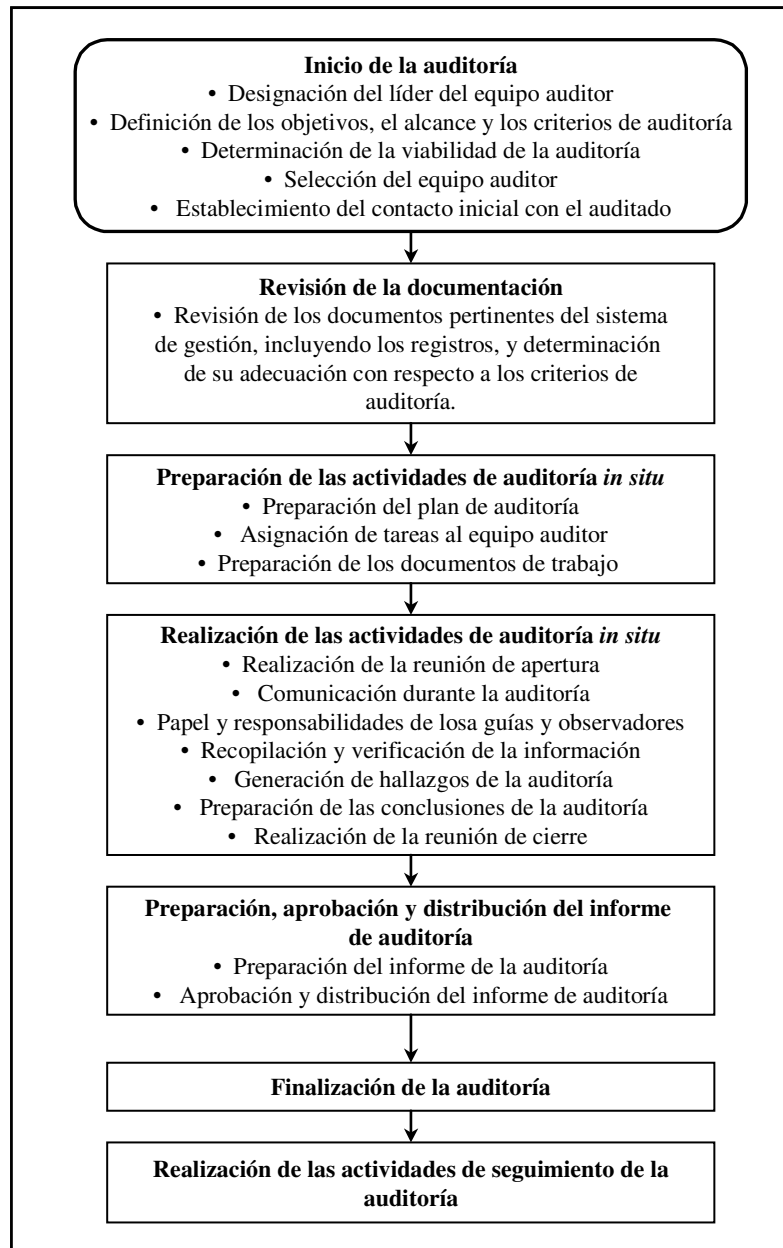 Inicio de la auditoría
• Designación del líder del equipo auditor
• Definición de los objetivos, el alcance y los criterios de auditoría
• Determinación de la viabilidad de la auditoría
• Selección del equipo auditor
• Establecimiento del contacto inicial con el auditado
Revisión de la documentación
• Revisión de los documentos pertinentes del sistema
de gestión, incluyendo los registros, y determinación
de su adecuación con respecto a los criterios de
auditoría.
Preparación de las actividades de auditoría in situ
• Preparación del plan de auditoría
• Asignación de tareas al equipo auditor
• Preparación de los documentos de trabajo
Realización de las actividades de auditoría in situ
• Realización de la reunión de apertura
• Comunicación durante la auditoría
• Papel y responsabilidades de losa guías y observadores
• Recopilación y verificación de la información
• Generación de hallazgos de la auditoría
• Preparación de las conclusiones de la auditoría
• Realización de la reunión de cierre
Preparación, aprobación y distribución del informe
de auditoría
• Preparación del informe de la auditoría
• Aprobación y distribución del informe de auditoría
Finalización de la auditoría
Realización de las actividades de seguimiento de la
auditoría